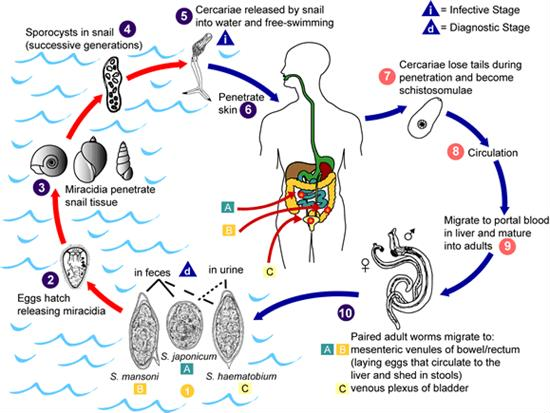 5
Cercariae released by snail
into water and free-swimming
i
i = Infective Stage
d = Diagnostic Stage
Sporocysts in snail
(successive generations)
4
Penetrate
skin
6
7
Cercariae lose tails during
penetration and become
schistosomulae
8
Circulation
3
Miracidia penetrate
snail tissue
A
B
C
Migrate to portal blood
in liver and mature
into adults
9
♀
♂
2
Eggs hatch
releasing miracidia
in feces
d
in urine
S. japonicum
A
S. mansoni
B
1
S. haematobium
C
10
Paired adult worms migrate to:
A B mesenteric venules of bowel/rectum
(laying eggs that circulate to the
liver and shed in stools)
C venous plexus of bladder